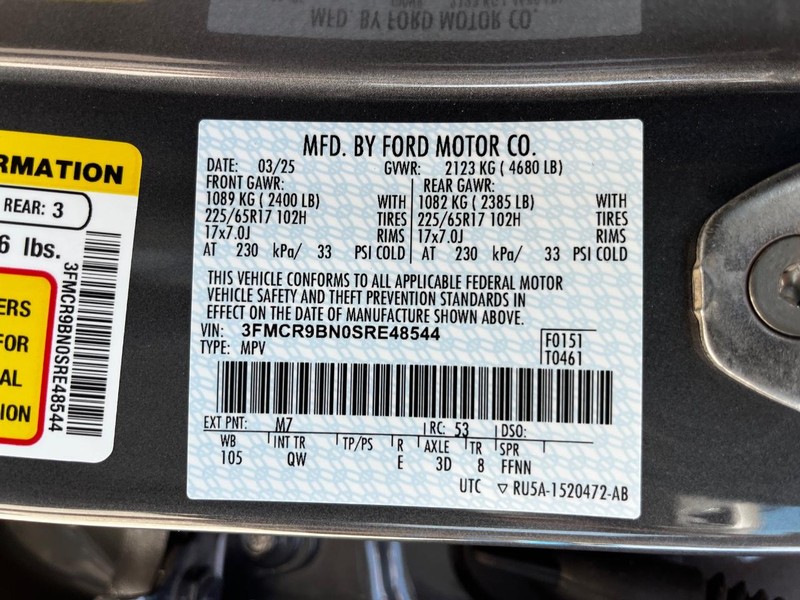 MFD. BY FORD MOTOR CO.
RMATION
REAR: 3
6 lbs.
ERS
FOR
AL
ION
3FMCR9BN0SRE48544
MFD. BY FORD MOTOR CO.
DATE: 03/25 GVWR: 2123 KG ( 4680 LB)
FRONT GAWR: REAR GAWR:
1089 KG ( 2400 LB) WITH 1082 KG ( 2385 LB) WITH
225/65R17 102H TIRES 225/65R17 102H TIRES
17x7.0J RIMS 17x7.0J RIMS
AT 230 kPa/ 33 PSI COLD AT 230 kPa/ 33 PSI COLD
THIS VEHICLE CONFORMS TO ALL APPLICABLE FEDERAL MOTOR
VEHICLE SAFETY AND THEFT PREVENTION STANDARDS IN
EFFECT ON THE DATE OF MANUFACTURE SHOWN ABOVE.
VIN: 3FMCR9BN0SRE48544 F0151
TYPE: MPV T0461
EXT PNT: M7 RC: 53 DSO:
WB INT TR TP/PS R AXLE TR SPR
105 QW E 3D 8 FFNN
UTC ▽ RU5A-1520472-AB